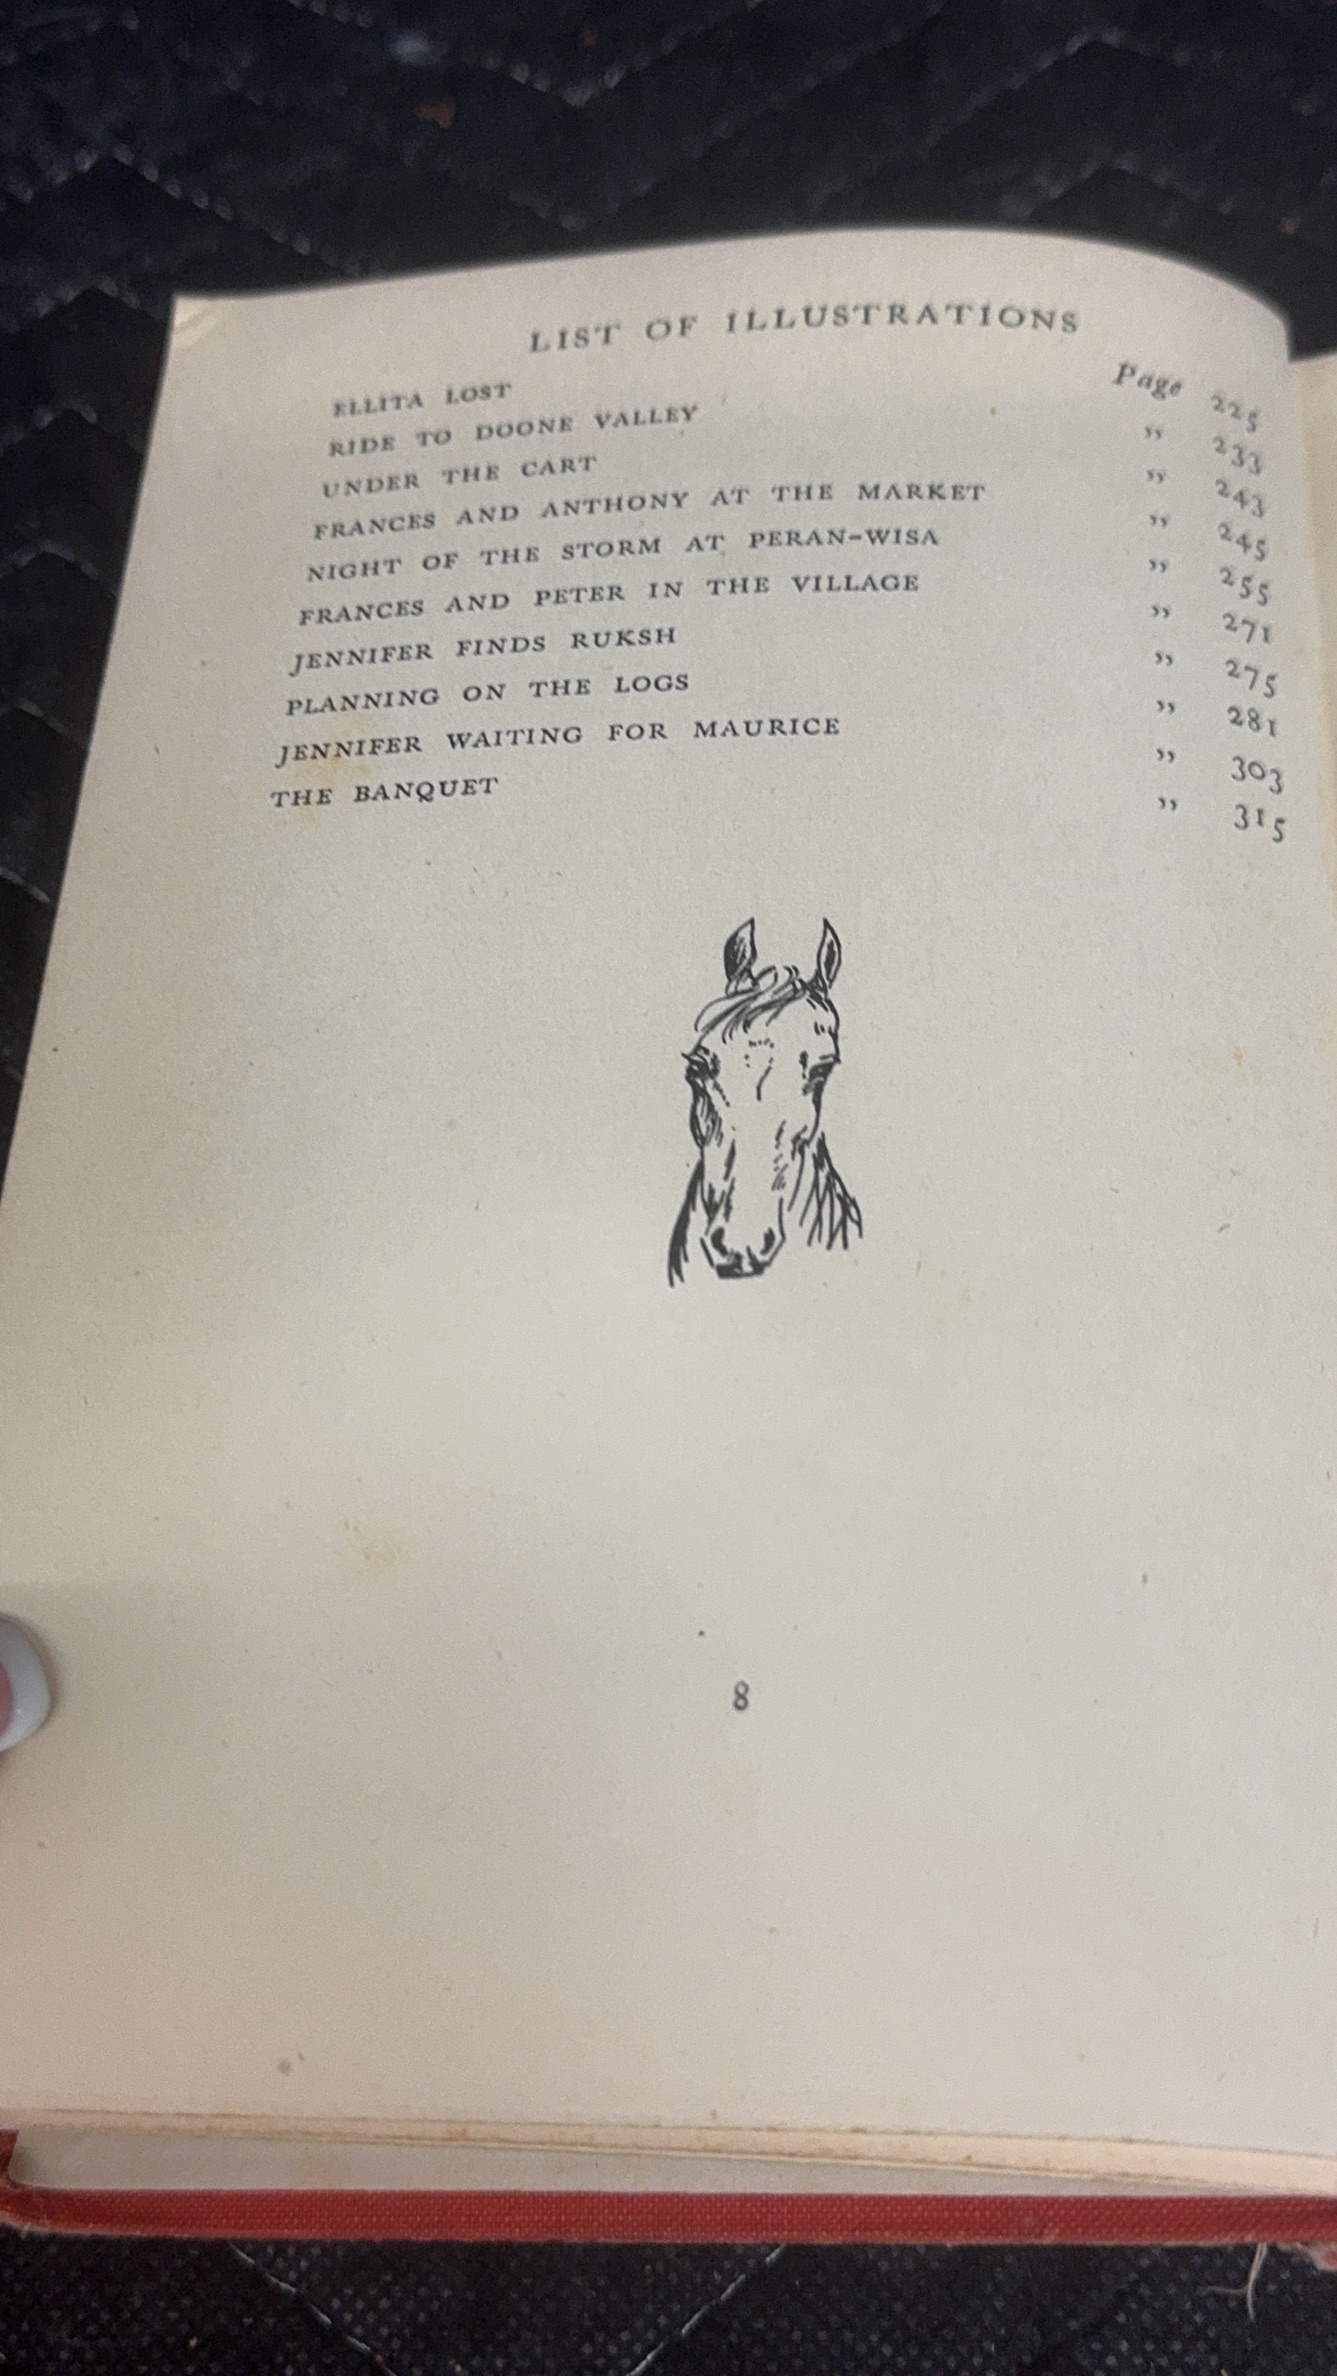 LIST OF ILLUSTRATIONS
ELLITA LOST Page 225
RIDE TO DOONE VALLEY ,, 233
UNDER THE CART ,, 243
FRANCES AND ANTHONY AT THE MARKET ,, 245
NIGHT OF THE STORM AT PERAN-WISA ,, 255
FRANCES AND PETER IN THE VILLAGE ,, 271
JENNIFER FINDS RUKSH ,, 275
PLANNING ON THE LOGS ,, 281
JENNIFER WAITING FOR MAURICE ,, 303
THE BANQUET ,, 315
8